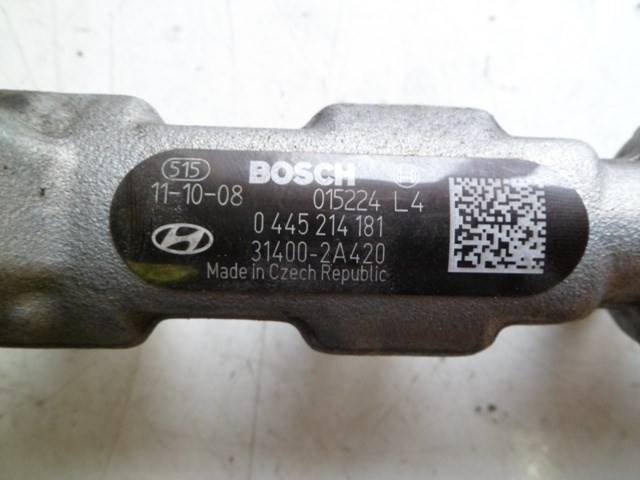 515 BOSCH
11-10-08 015224 L4
0 445 214 181
31400-2A420
Made in Czech Republic